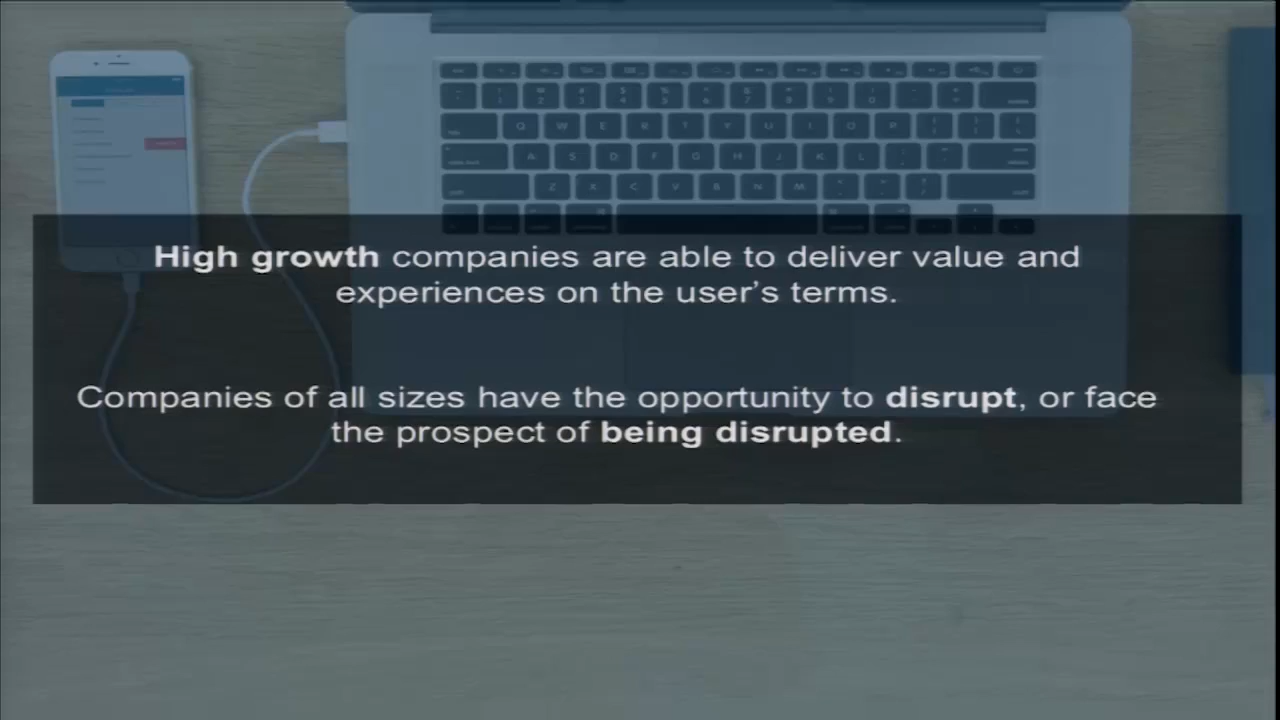 High growth companies are able to deliver value and
experiences on the user's terms.
Companies of all sizes have the opportunity to disrupt, or face
the prospect of being disrupted.